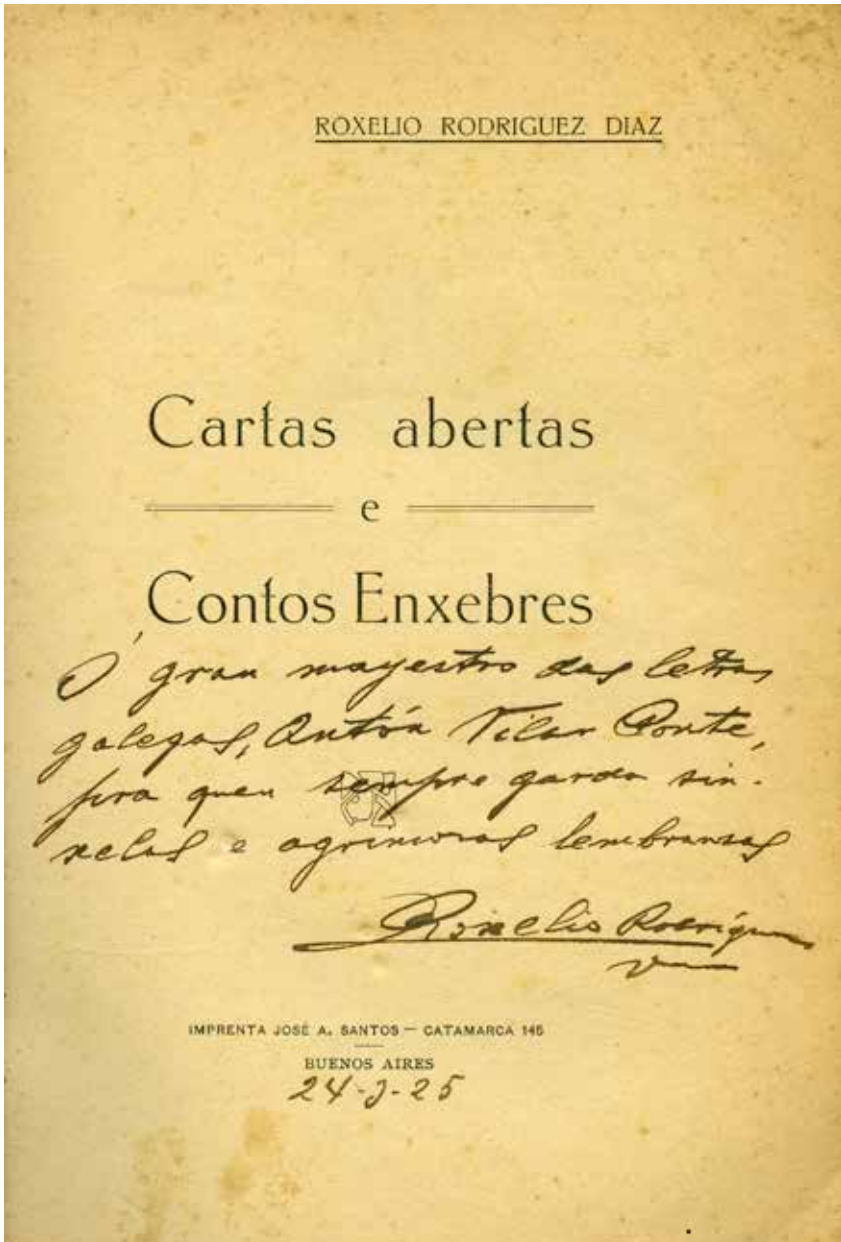 ROXELIO RODRIGUEZ DIAZ
Cartas abertas
e
Contos Enxebres
Ó gran mayestro das letras
galegas, Antón Vilar Ponte,
pra quen sempre garda sin-
xelas e agrimosas lembranzas
Roxelio Rodríguez
IMPRENTA JOSÉ A. SANTOS — CATAMARCA 145
BUENOS AIRES
24-3-25